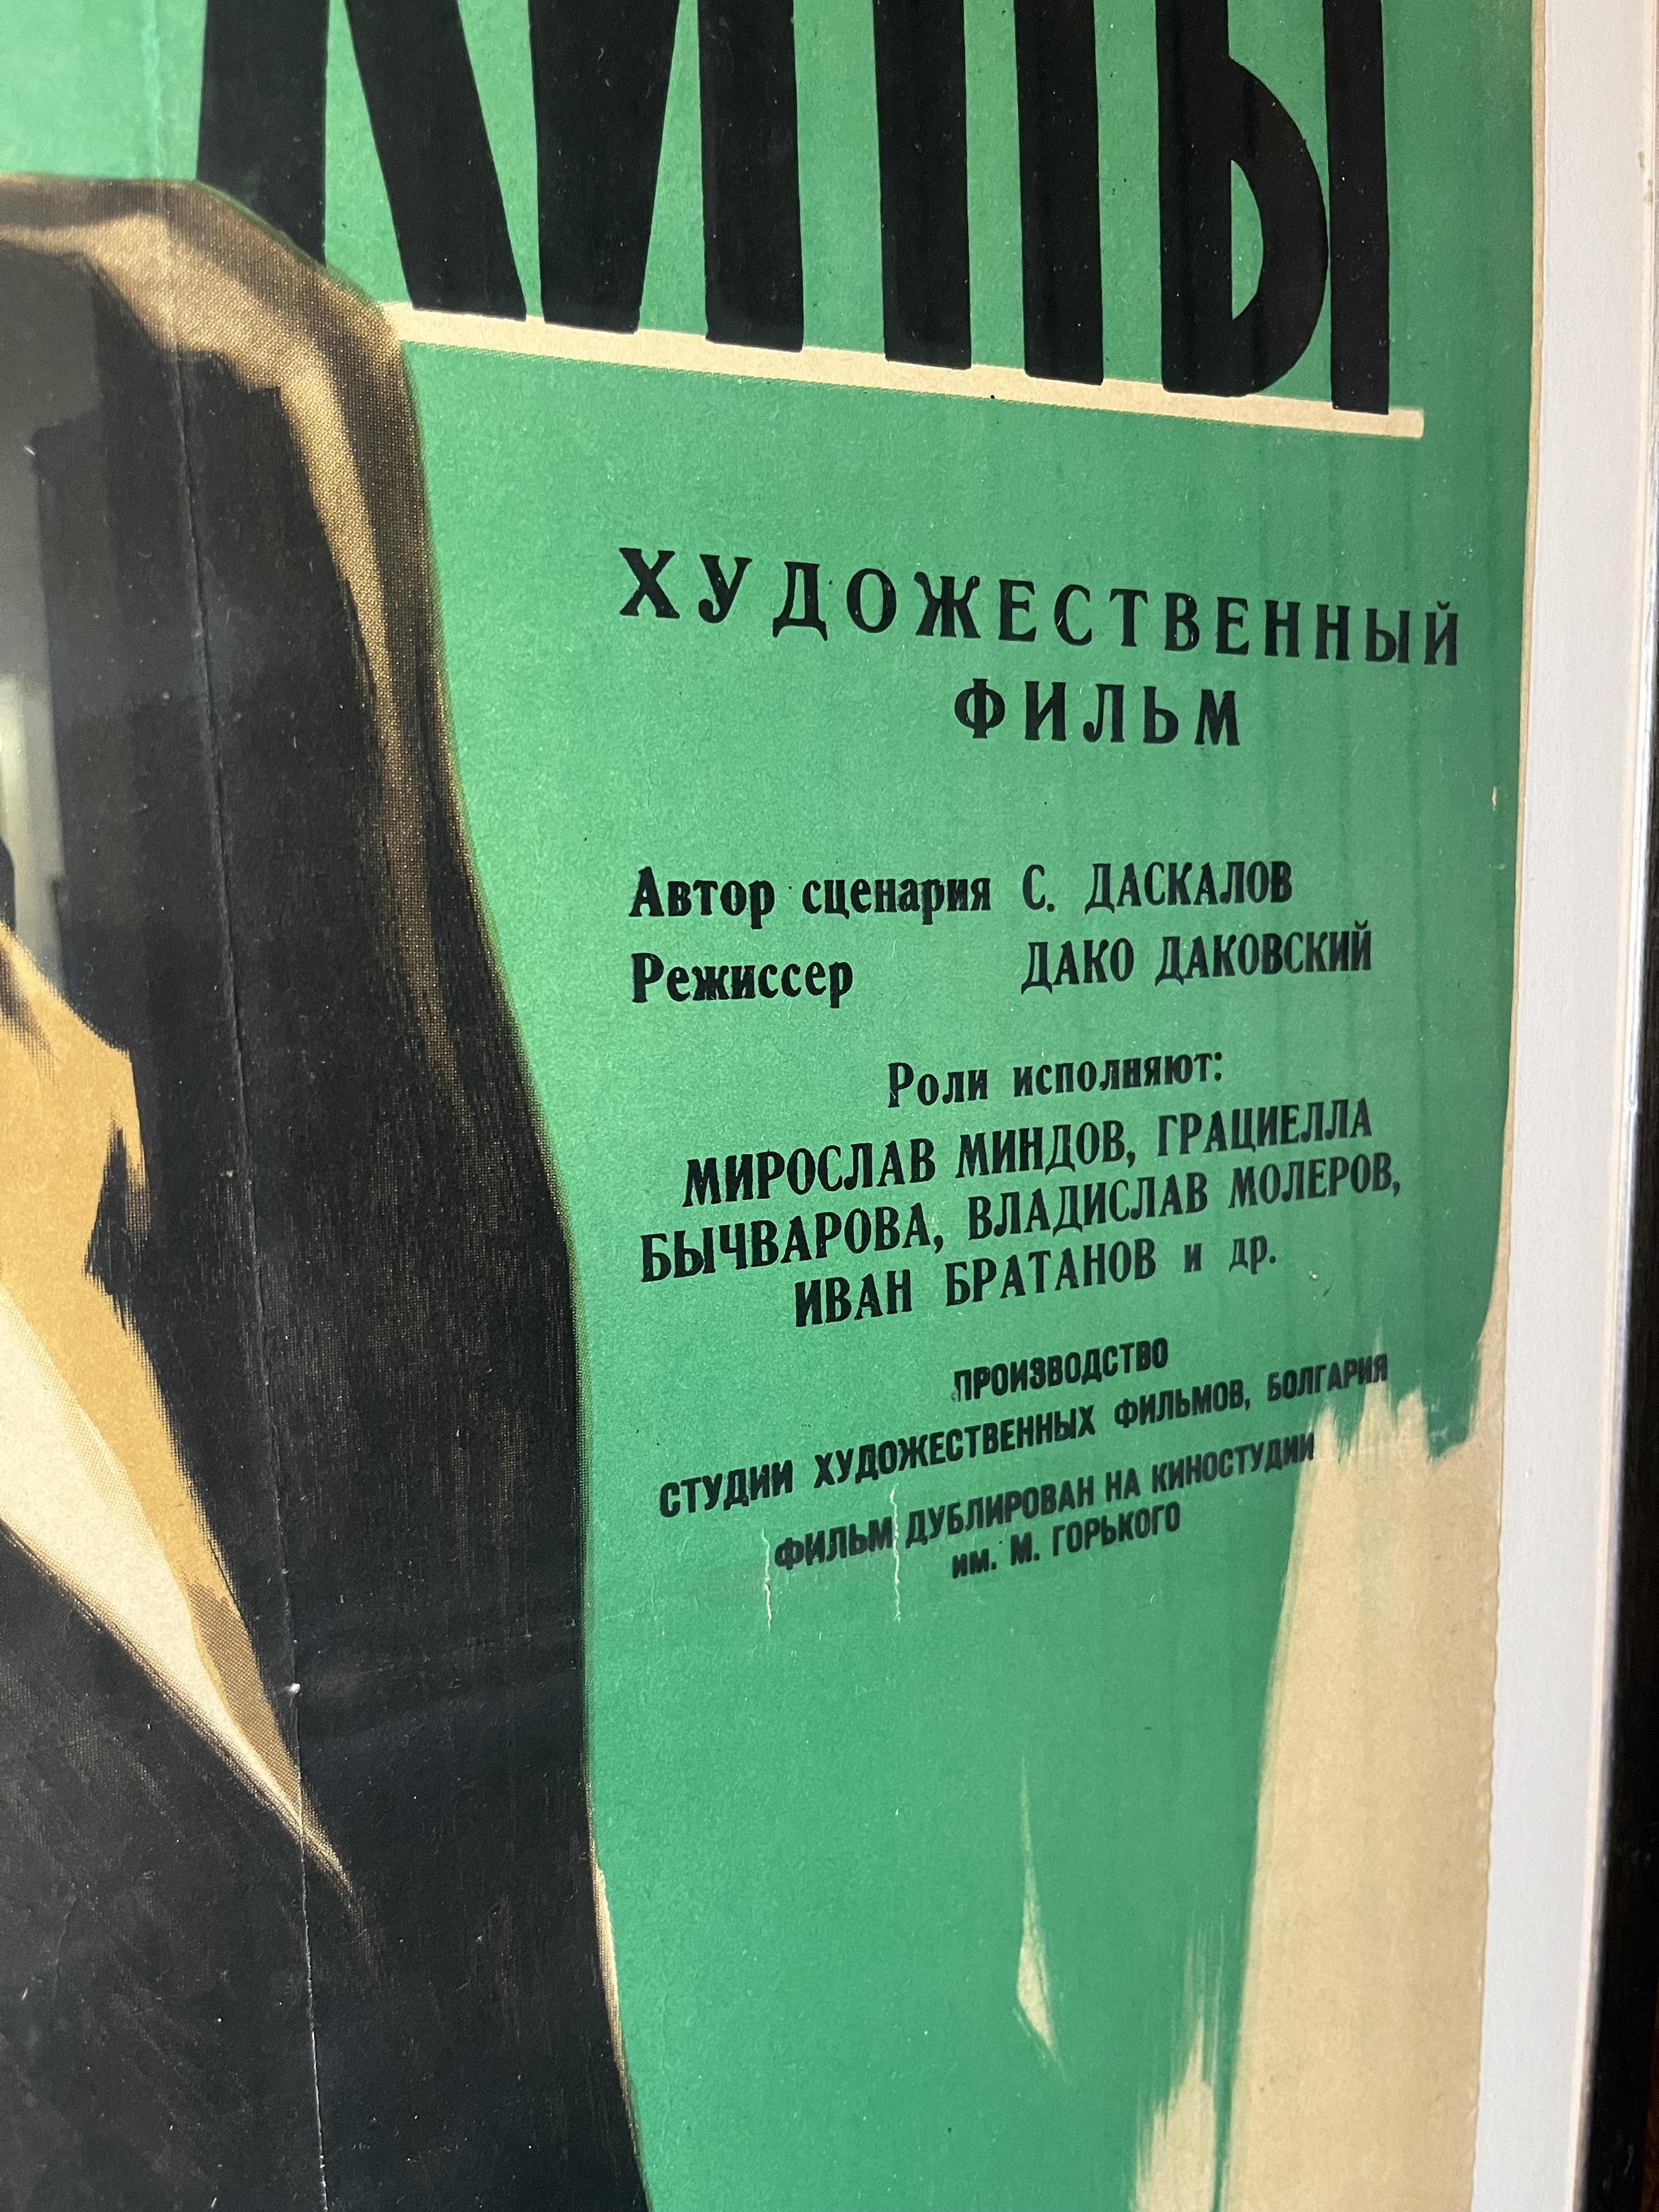 ЛИПЫ
ХУДОЖЕСТВЕННЫЙ
ФИЛЬМ
Автор сценария С. ДАСКАЛОВ
Режиссер ДАКО ДАКОВСКИЙ
Роли исполняют:
МИРОСЛАВ МИНДОВ, ГРАЦИЕЛЛА
БЫЧВАРОВА, ВЛАДИСЛАВ МОЛЕРОВ,
ИВАН БРАТАНОВ и др.
ПРОИЗВОДСТВО
СТУДИИ ХУДОЖЕСТВЕННЫХ ФИЛЬМОВ, БОЛГАРИЯ
ФИЛЬМ ДУБЛИРОВАН НА КИНОСТУДИИ
им. М. ГОРЬКОГО